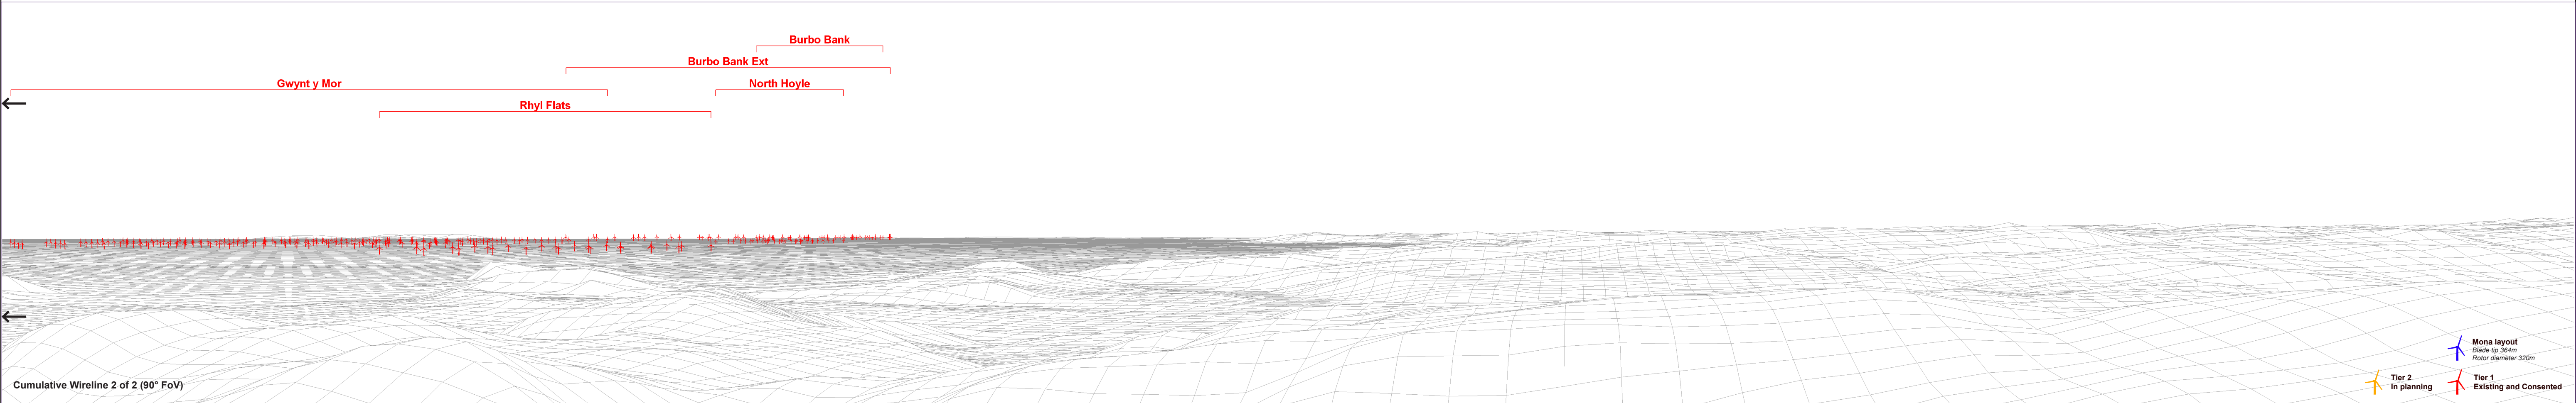 Burbo Bank
Burbo Bank Ext
Gwynt y Mor
North Hoyle
Rhyl Flats
Mona layout
Blade tip 364m
Rotor diameter 320m
Cumulative Wireline 2 of 2 (90° FoV)
Tier 2
In planning
Tier 1
Existing and Consented